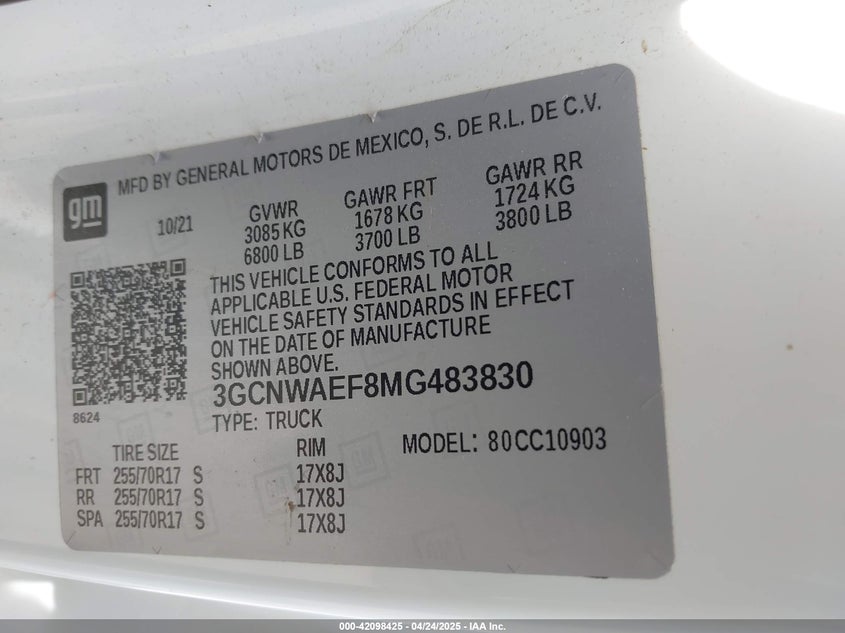 MFD BY GENERAL MOTORS DE MEXICO, S. DE R.L. DE C.V.
gm
10/21
GVWR
3085 KG
6800 LB
GAWR FRT
1678 KG
3700 LB
GAWR RR
1724 KG
3800 LB
THIS VEHICLE CONFORMS TO ALL
APPLICABLE U.S. FEDERAL MOTOR
VEHICLE SAFETY STANDARDS IN EFFECT
ON THE DATE OF MANUFACTURE
SHOWN ABOVE.
8624
3GCNWAEF8MG483830
TYPE: TRUCK
MODEL: 80CC10903
TIRE SIZE RIM
FRT 255/70R17 S 17X8J
RR 255/70R17 S 17X8J
SPA 255/70R17 S 17X8J
000-42098425 - 04/24/2025 - IAA Inc.